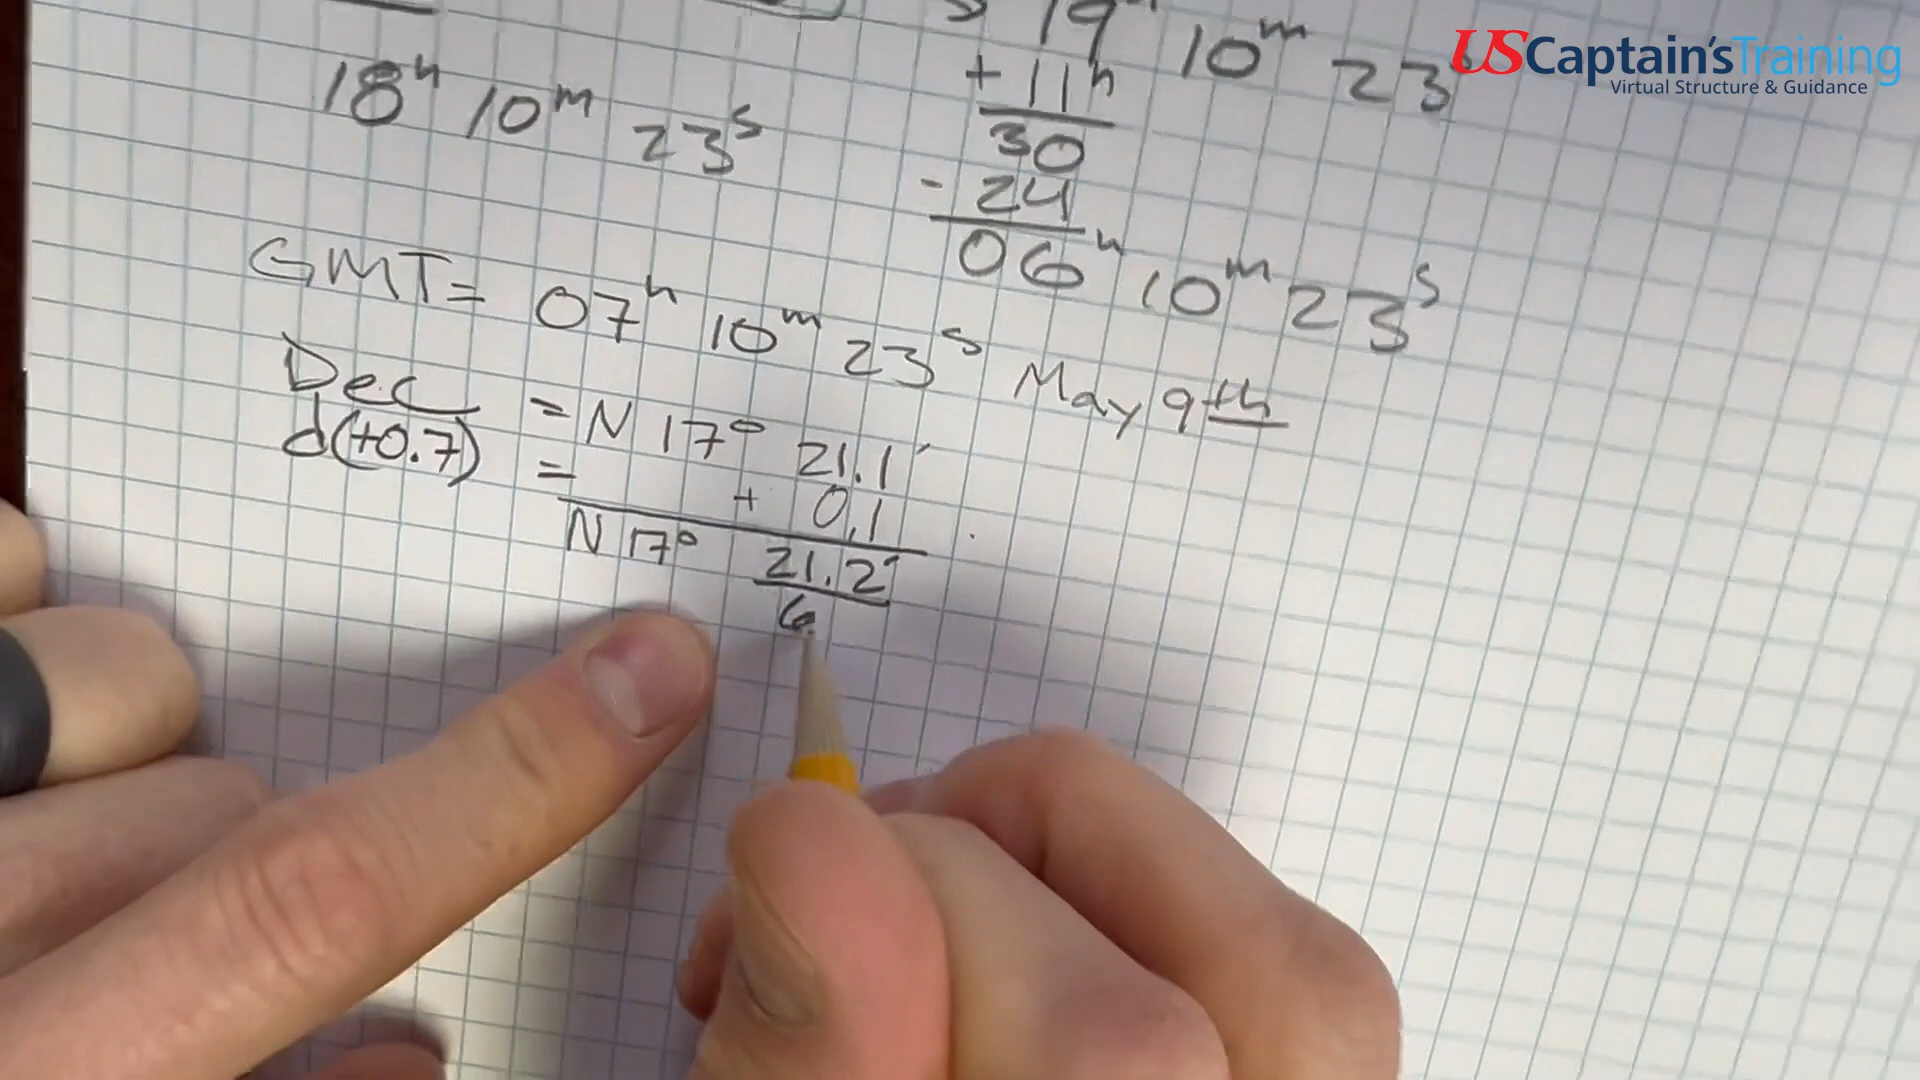 USCaptain'sTraining
Virtual Structure & Guidance
19h 10m 23s
+ 11h
30
- 24
06h 10m 23s
18h 10m 23s
GMT= 07h 10m 23s May 9th
Dec = N 17° 21.1'
d(+0.7) = + 0.1
N 17° 21.2'
6